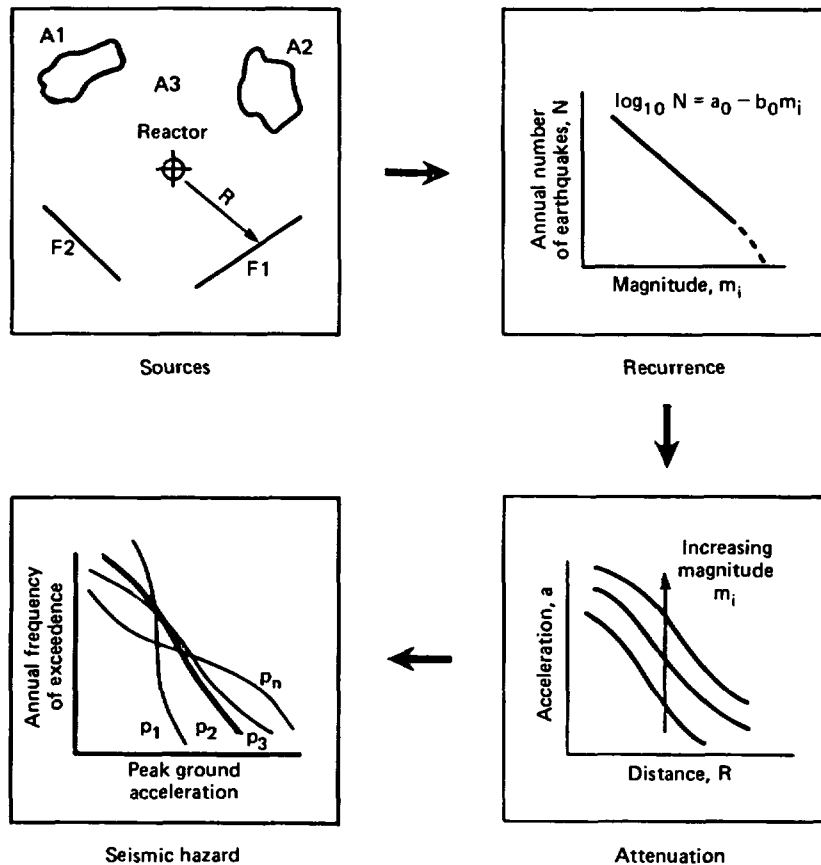 A1
A2
A3
Reactor
R
F2
F1
Sources
log₁₀ N = a₀ – b₀mᵢ
Annual number
of earthquakes, N
Magnitude, mᵢ
Recurrence
Annual frequency
of exceedence
pₙ
p₁
p₂
p₃
Peak ground
acceleration
Seismic hazard
Increasing
magnitude
mᵢ
Acceleration, a
Distance, R
Attenuation